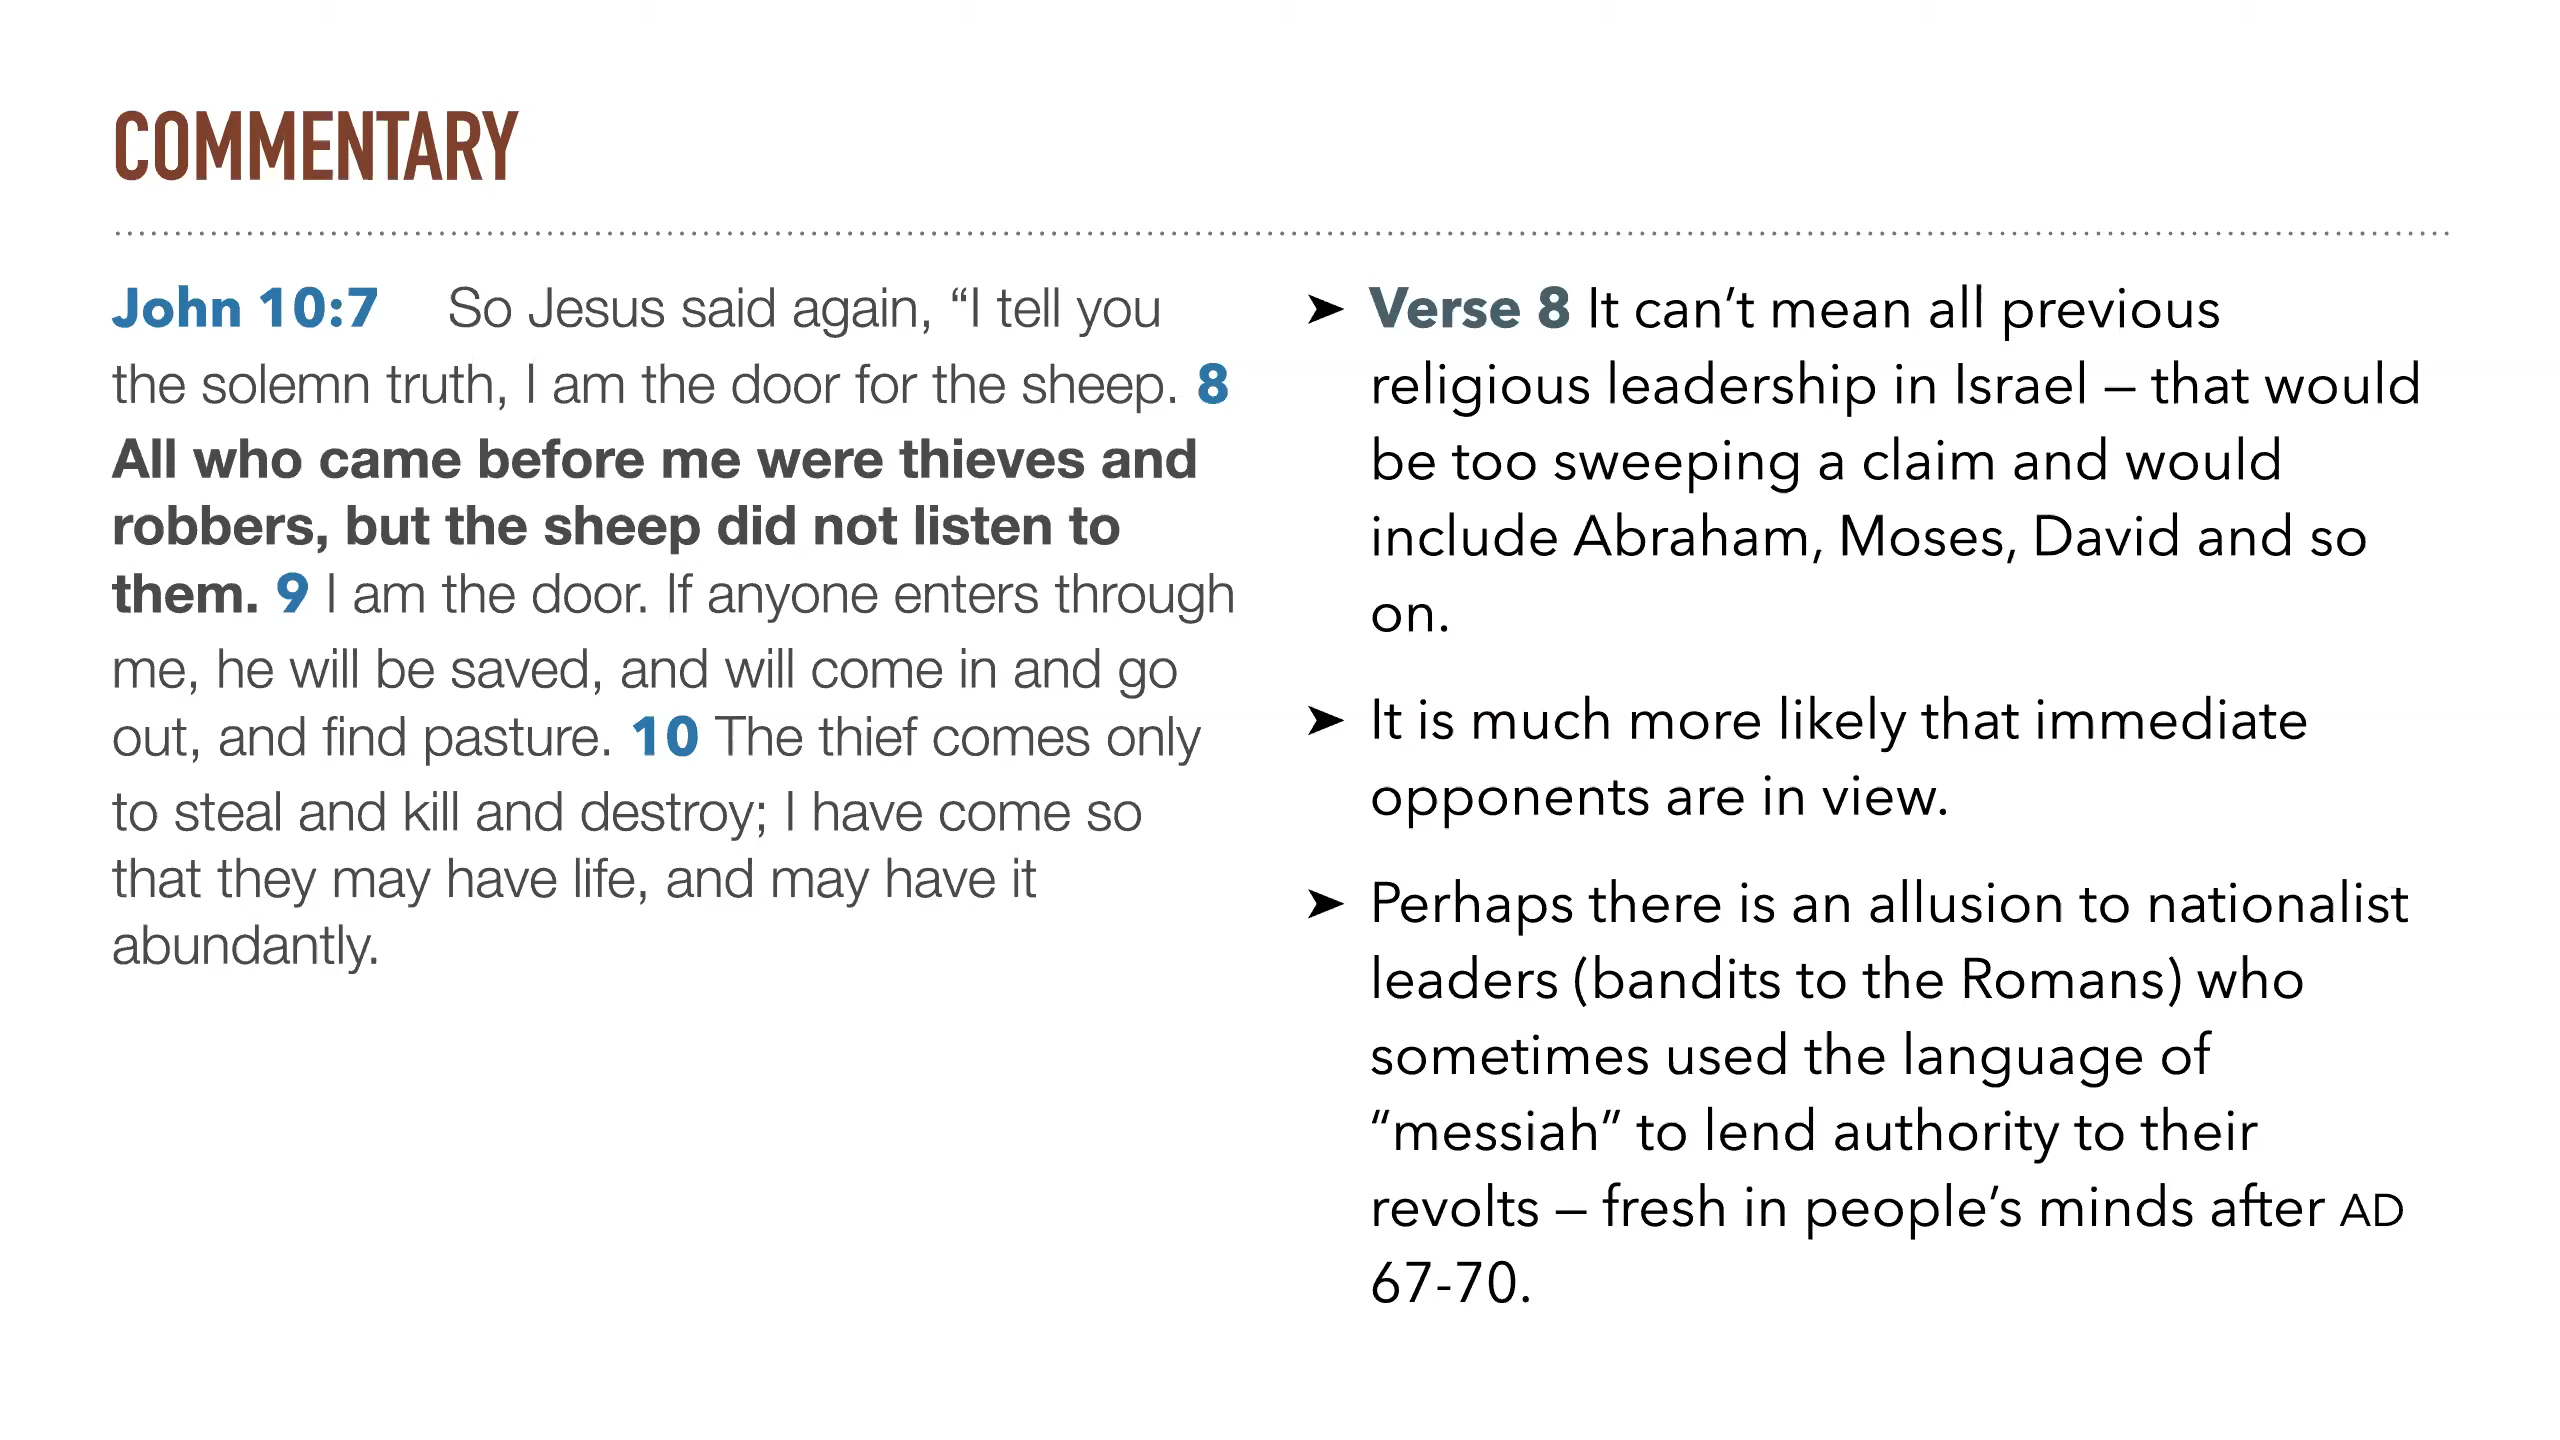 COMMENTARY
John 10:7 So Jesus said again, “I tell you
the solemn truth, I am the door for the sheep. 8
All who came before me were thieves and
robbers, but the sheep did not listen to
them. 9 I am the door. If anyone enters through
me, he will be saved, and will come in and go
out, and find pasture. 10 The thief comes only
to steal and kill and destroy; I have come so
that they may have life, and may have it
abundantly.
➤ Verse 8 It can’t mean all previous
religious leadership in Israel – that would
be too sweeping a claim and would
include Abraham, Moses, David and so
on.
➤ It is much more likely that immediate
opponents are in view.
➤ Perhaps there is an allusion to nationalist
leaders (bandits to the Romans) who
sometimes used the language of
“messiah” to lend authority to their
revolts – fresh in people’s minds after AD
67-70.